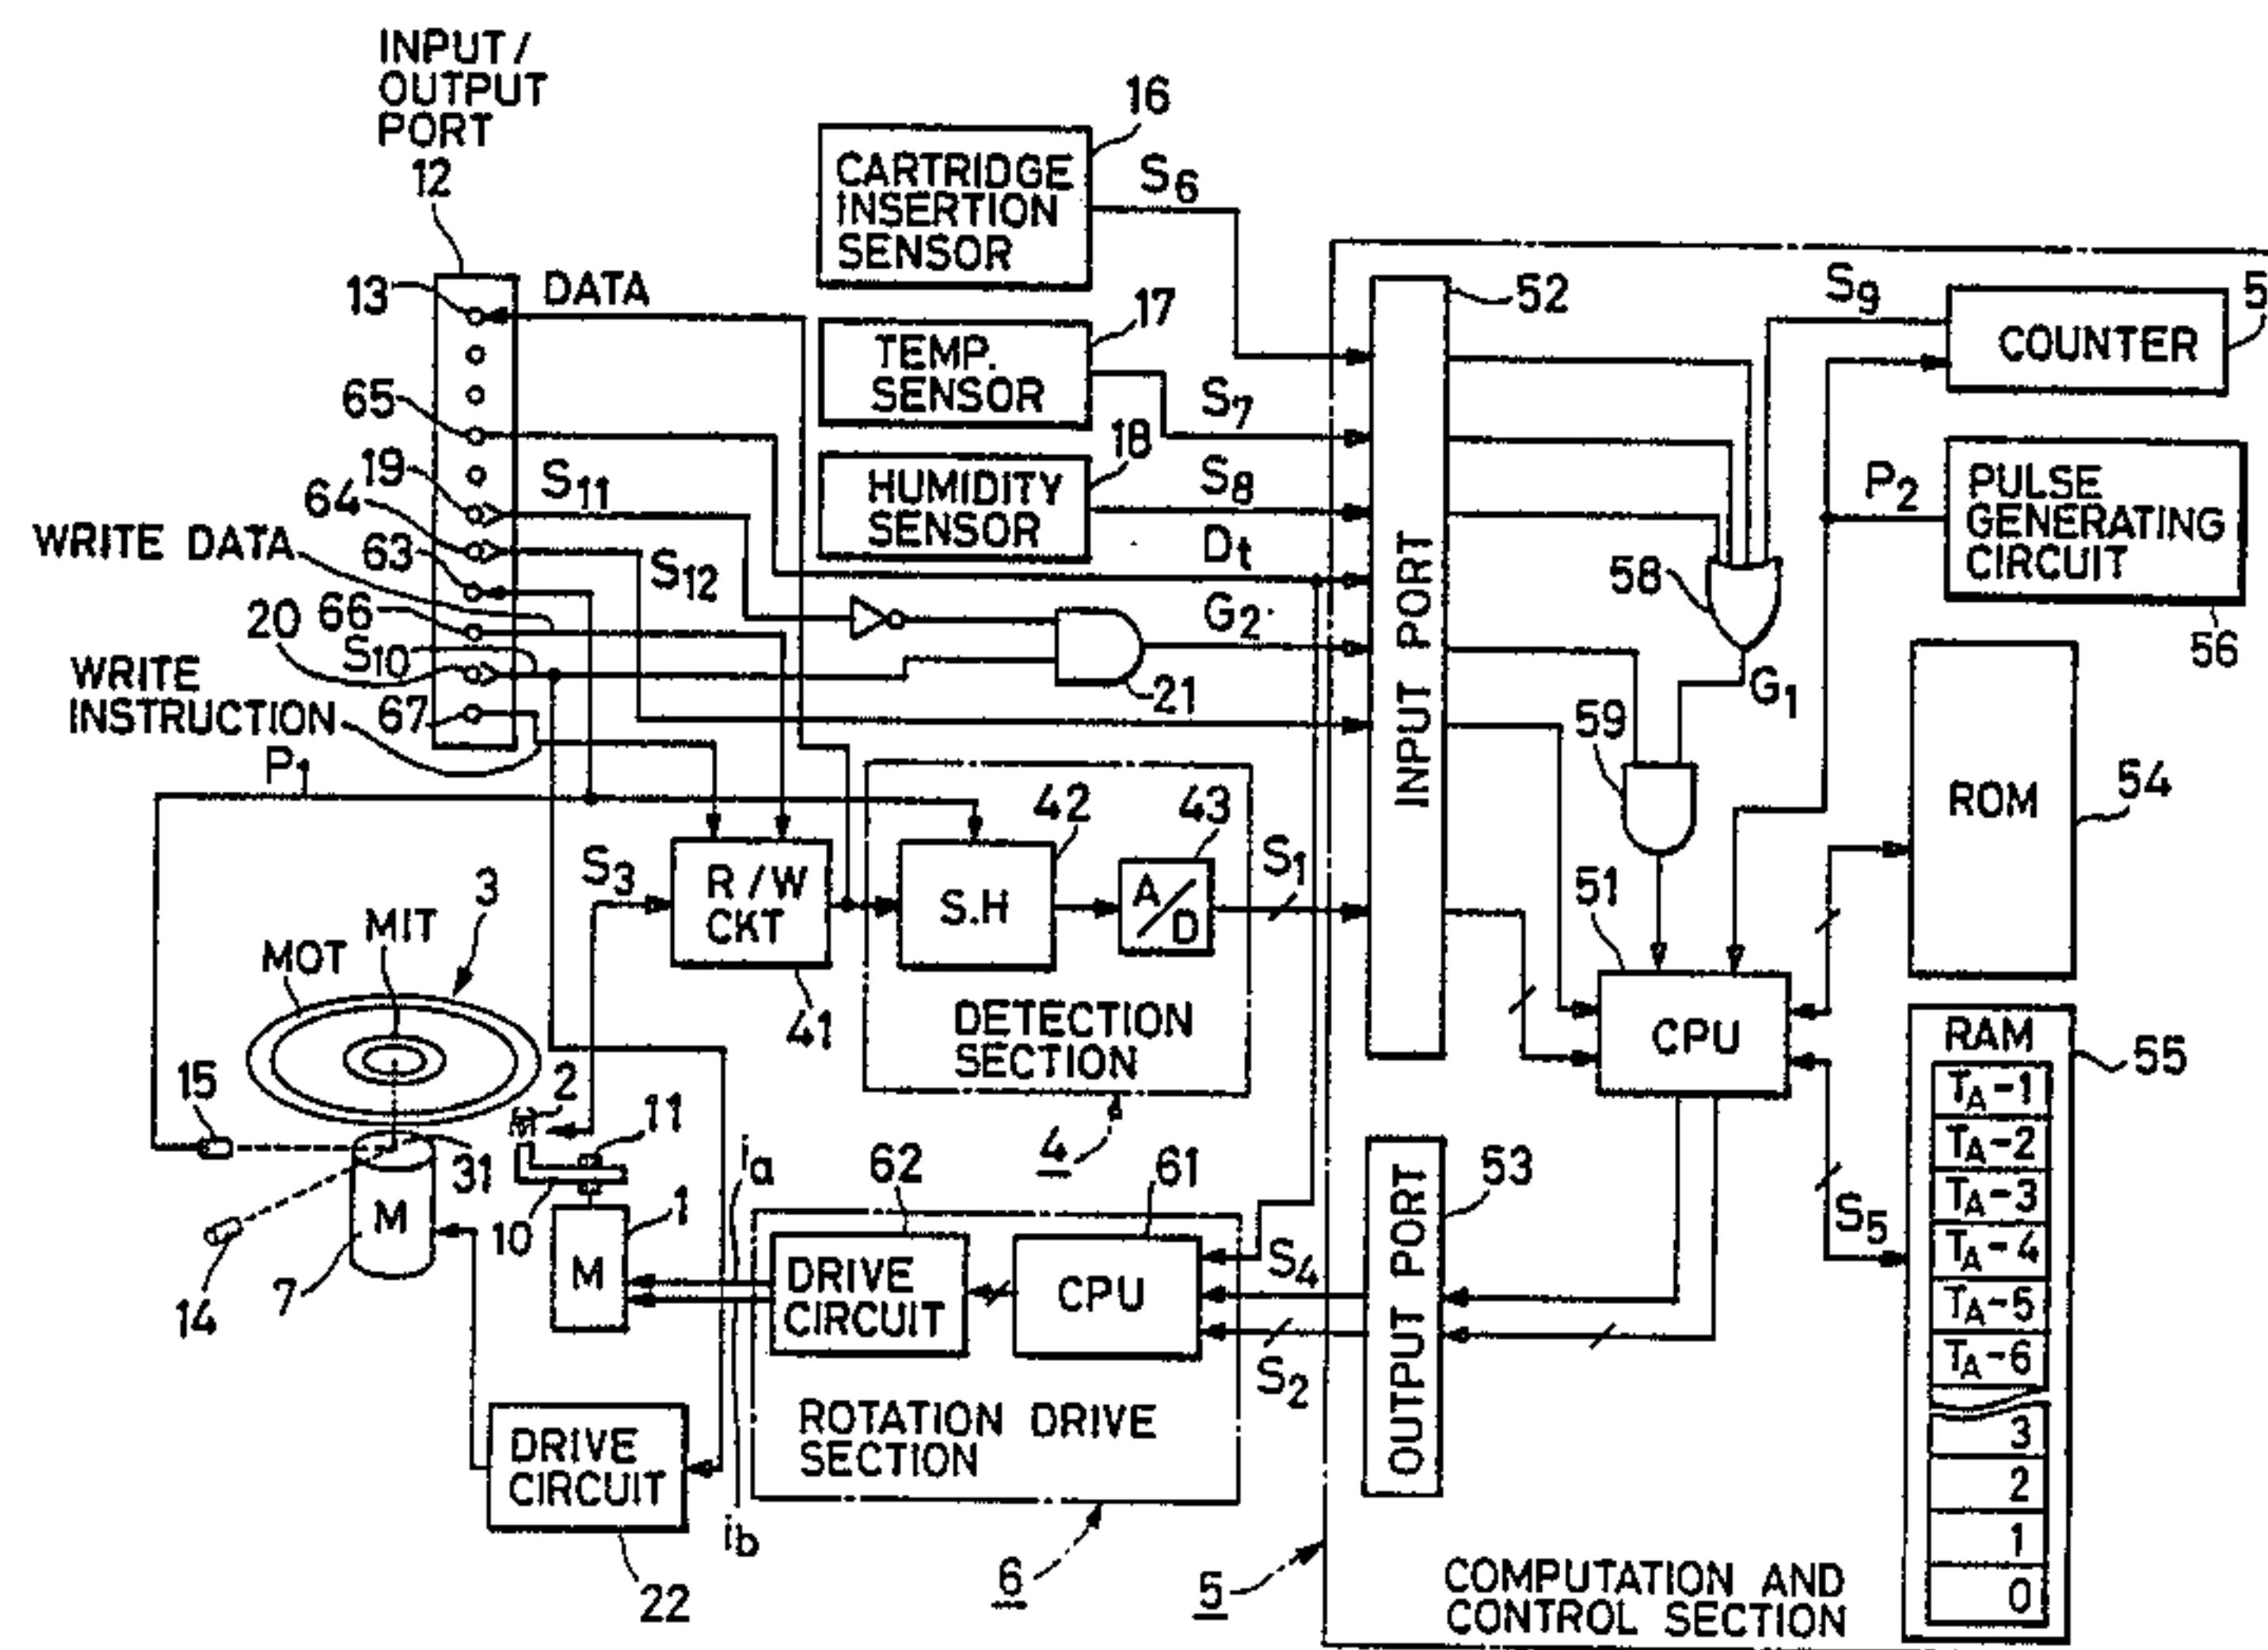 INPUT/
OUTPUT
PORT
12
16
CARTRIDGE
INSERTION
SENSOR
S6
13
DATA
17
TEMP.
SENSOR
S7
52
S9
COUNTER
5
65
18
HUMIDITY
SENSOR
S8
P2
PULSE
GENERATING
CIRCUIT
56
19
S11
64
WRITE DATA
63
S12
Dt
58
20
66
S10
G2
G1
WRITE
INSTRUCTION
67
21
59
INPUT PORT
P1
42
43
S1
ROM
54
S3
R/W
CKT
41
S.H
A/D
51
CPU
3
MIT
MOT
DETECTION
SECTION
4
RAM
55
TA-1
TA-2
TA-3
TA-4
TA-5
TA-6
3
2
1
0
S5
15
2
11
31
M
7
14
10
M
1
ia
ib
62
DRIVE
CIRCUIT
61
CPU
S4
S2
53
OUTPUT PORT
ROTATION DRIVE
SECTION
6
DRIVE
CIRCUIT
22
5
COMPUTATION AND
CONTROL SECTION